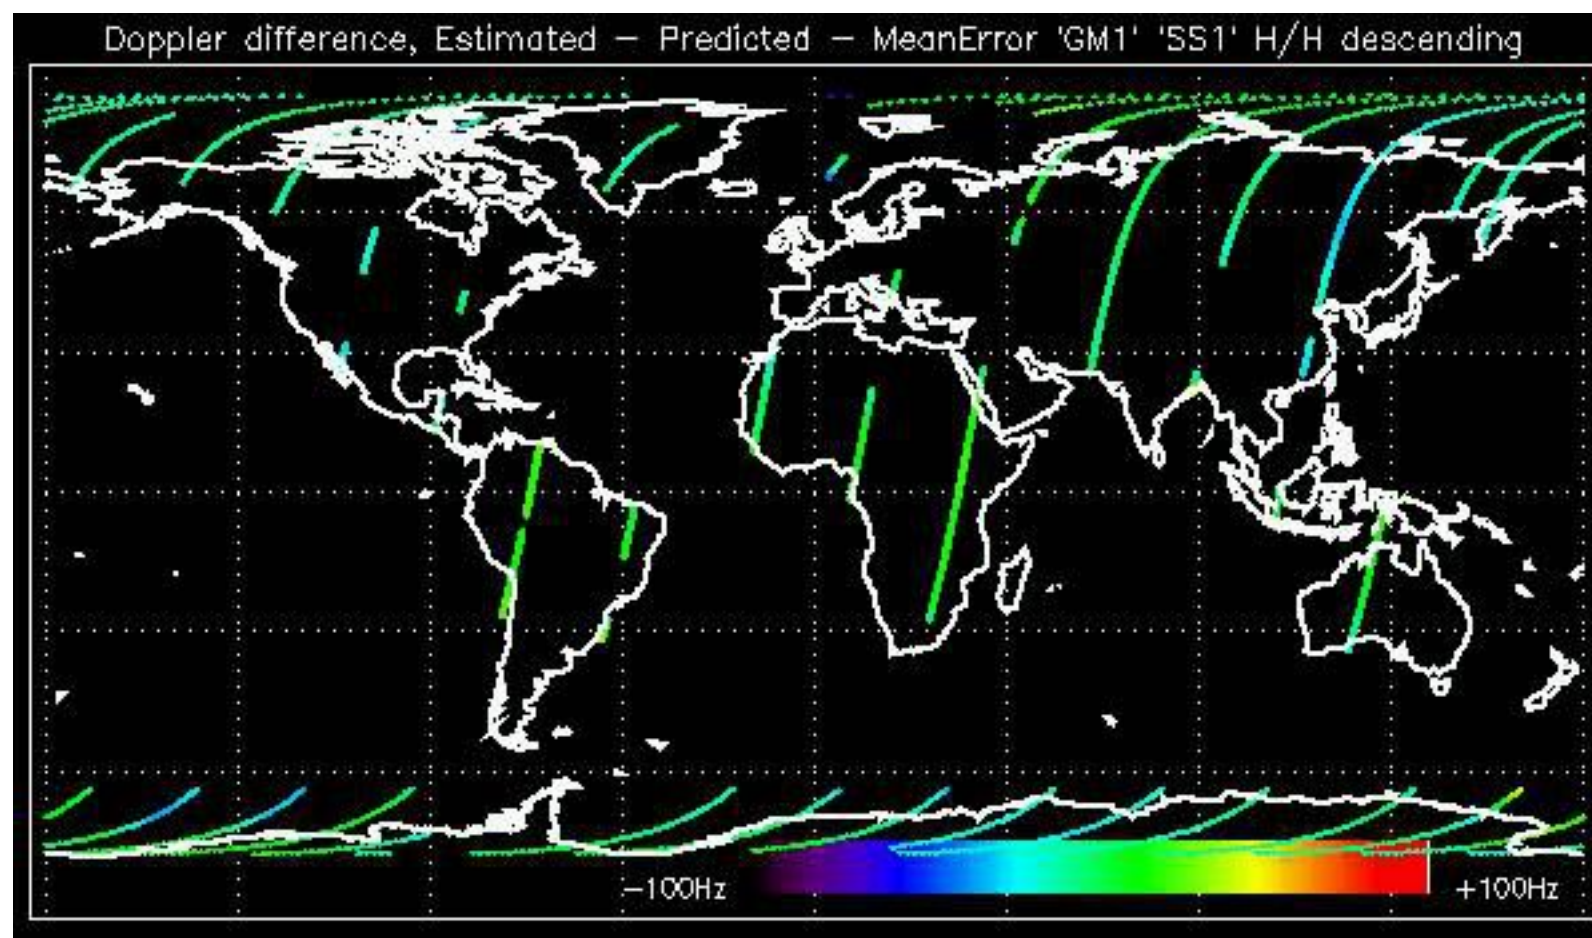 Doppler difference, Estimated − Predicted − MeanError 'GM1' 'SS1' H/H descending
−100Hz +100Hz